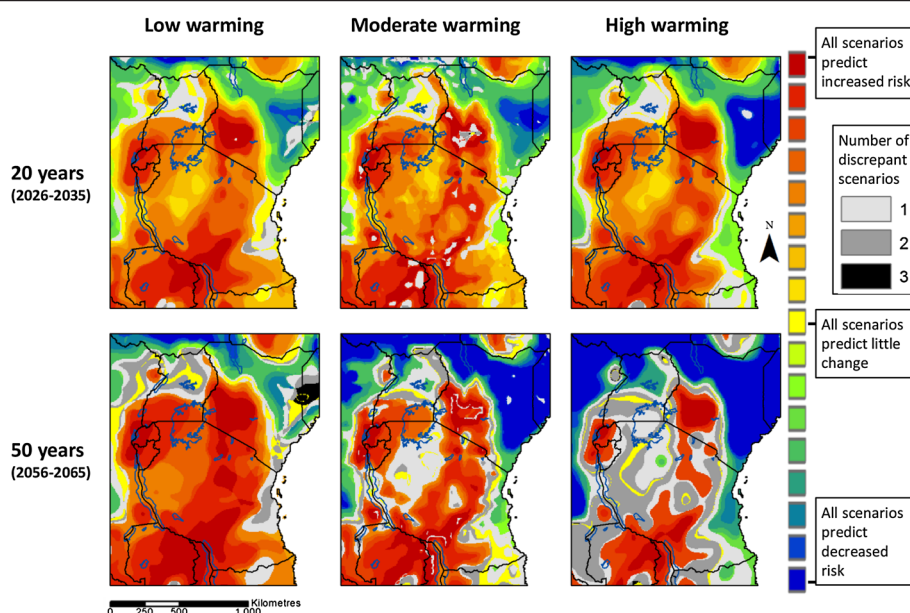 Low warming
Moderate warming
High warming
All scenarios
predict
increased risk
20 years
(2026-2035)
Number of
discrepant
scenarios
1
2
3
N
All scenarios
predict little
change
50 years
(2056-2065)
All scenarios
predict
decreased
risk
Kilometres
0 250 500 1,000